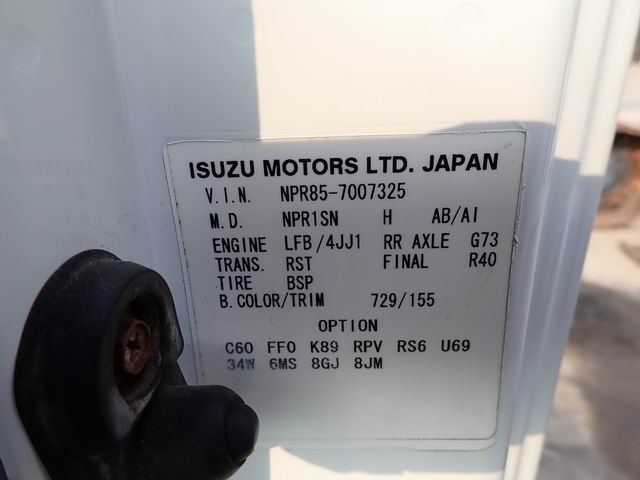 ISUZU MOTORS LTD. JAPAN
V.I.N. NPR85-7007325
M.D. NPR1SN H AB/AI
ENGINE LFB/4JJ1 RR AXLE G73
TRANS. RST FINAL R40
TIRE BSP
B.COLOR/TRIM 729/155
OPTION
C60 FF0 K89 RPV RS6 U69
34W 6MS 8GJ 8JM